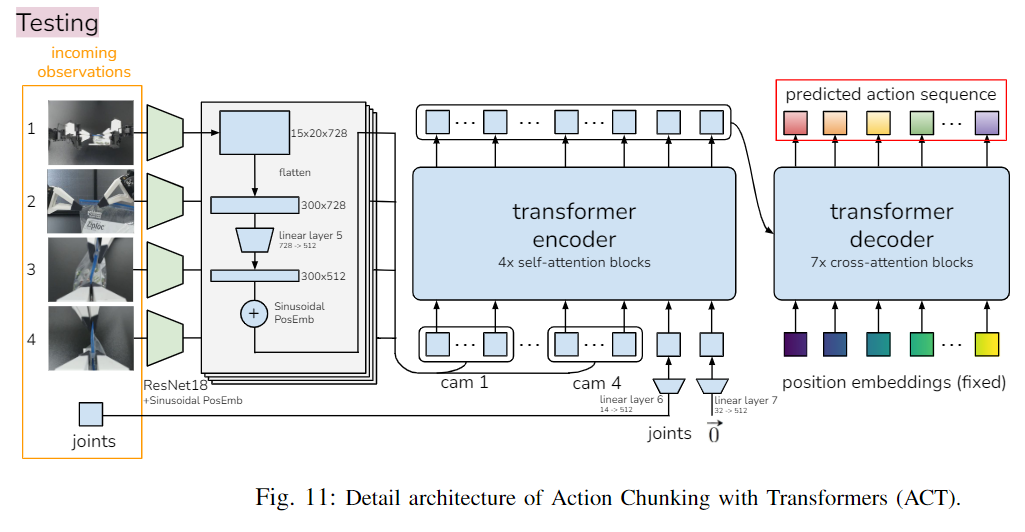 Testing
incoming
observations
1
2
3
4
ResNet18
+Sinusoidal PosEmb
joints
15x20x728
flatten
300x728
linear layer 5
728 -> 512
300x512
+
Sinusoidal
PosEmb
...
...
...
transformer
encoder
4x self-attention blocks
...
...
...
cam 1
cam 4
linear layer 6
14 -> 512
linear layer 7
32 -> 512
joints
0
predicted action sequence
...
transformer
decoder
7x cross-attention blocks
...
position embeddings (fixed)
Fig. 11: Detail architecture of Action Chunking with Transformers (ACT).